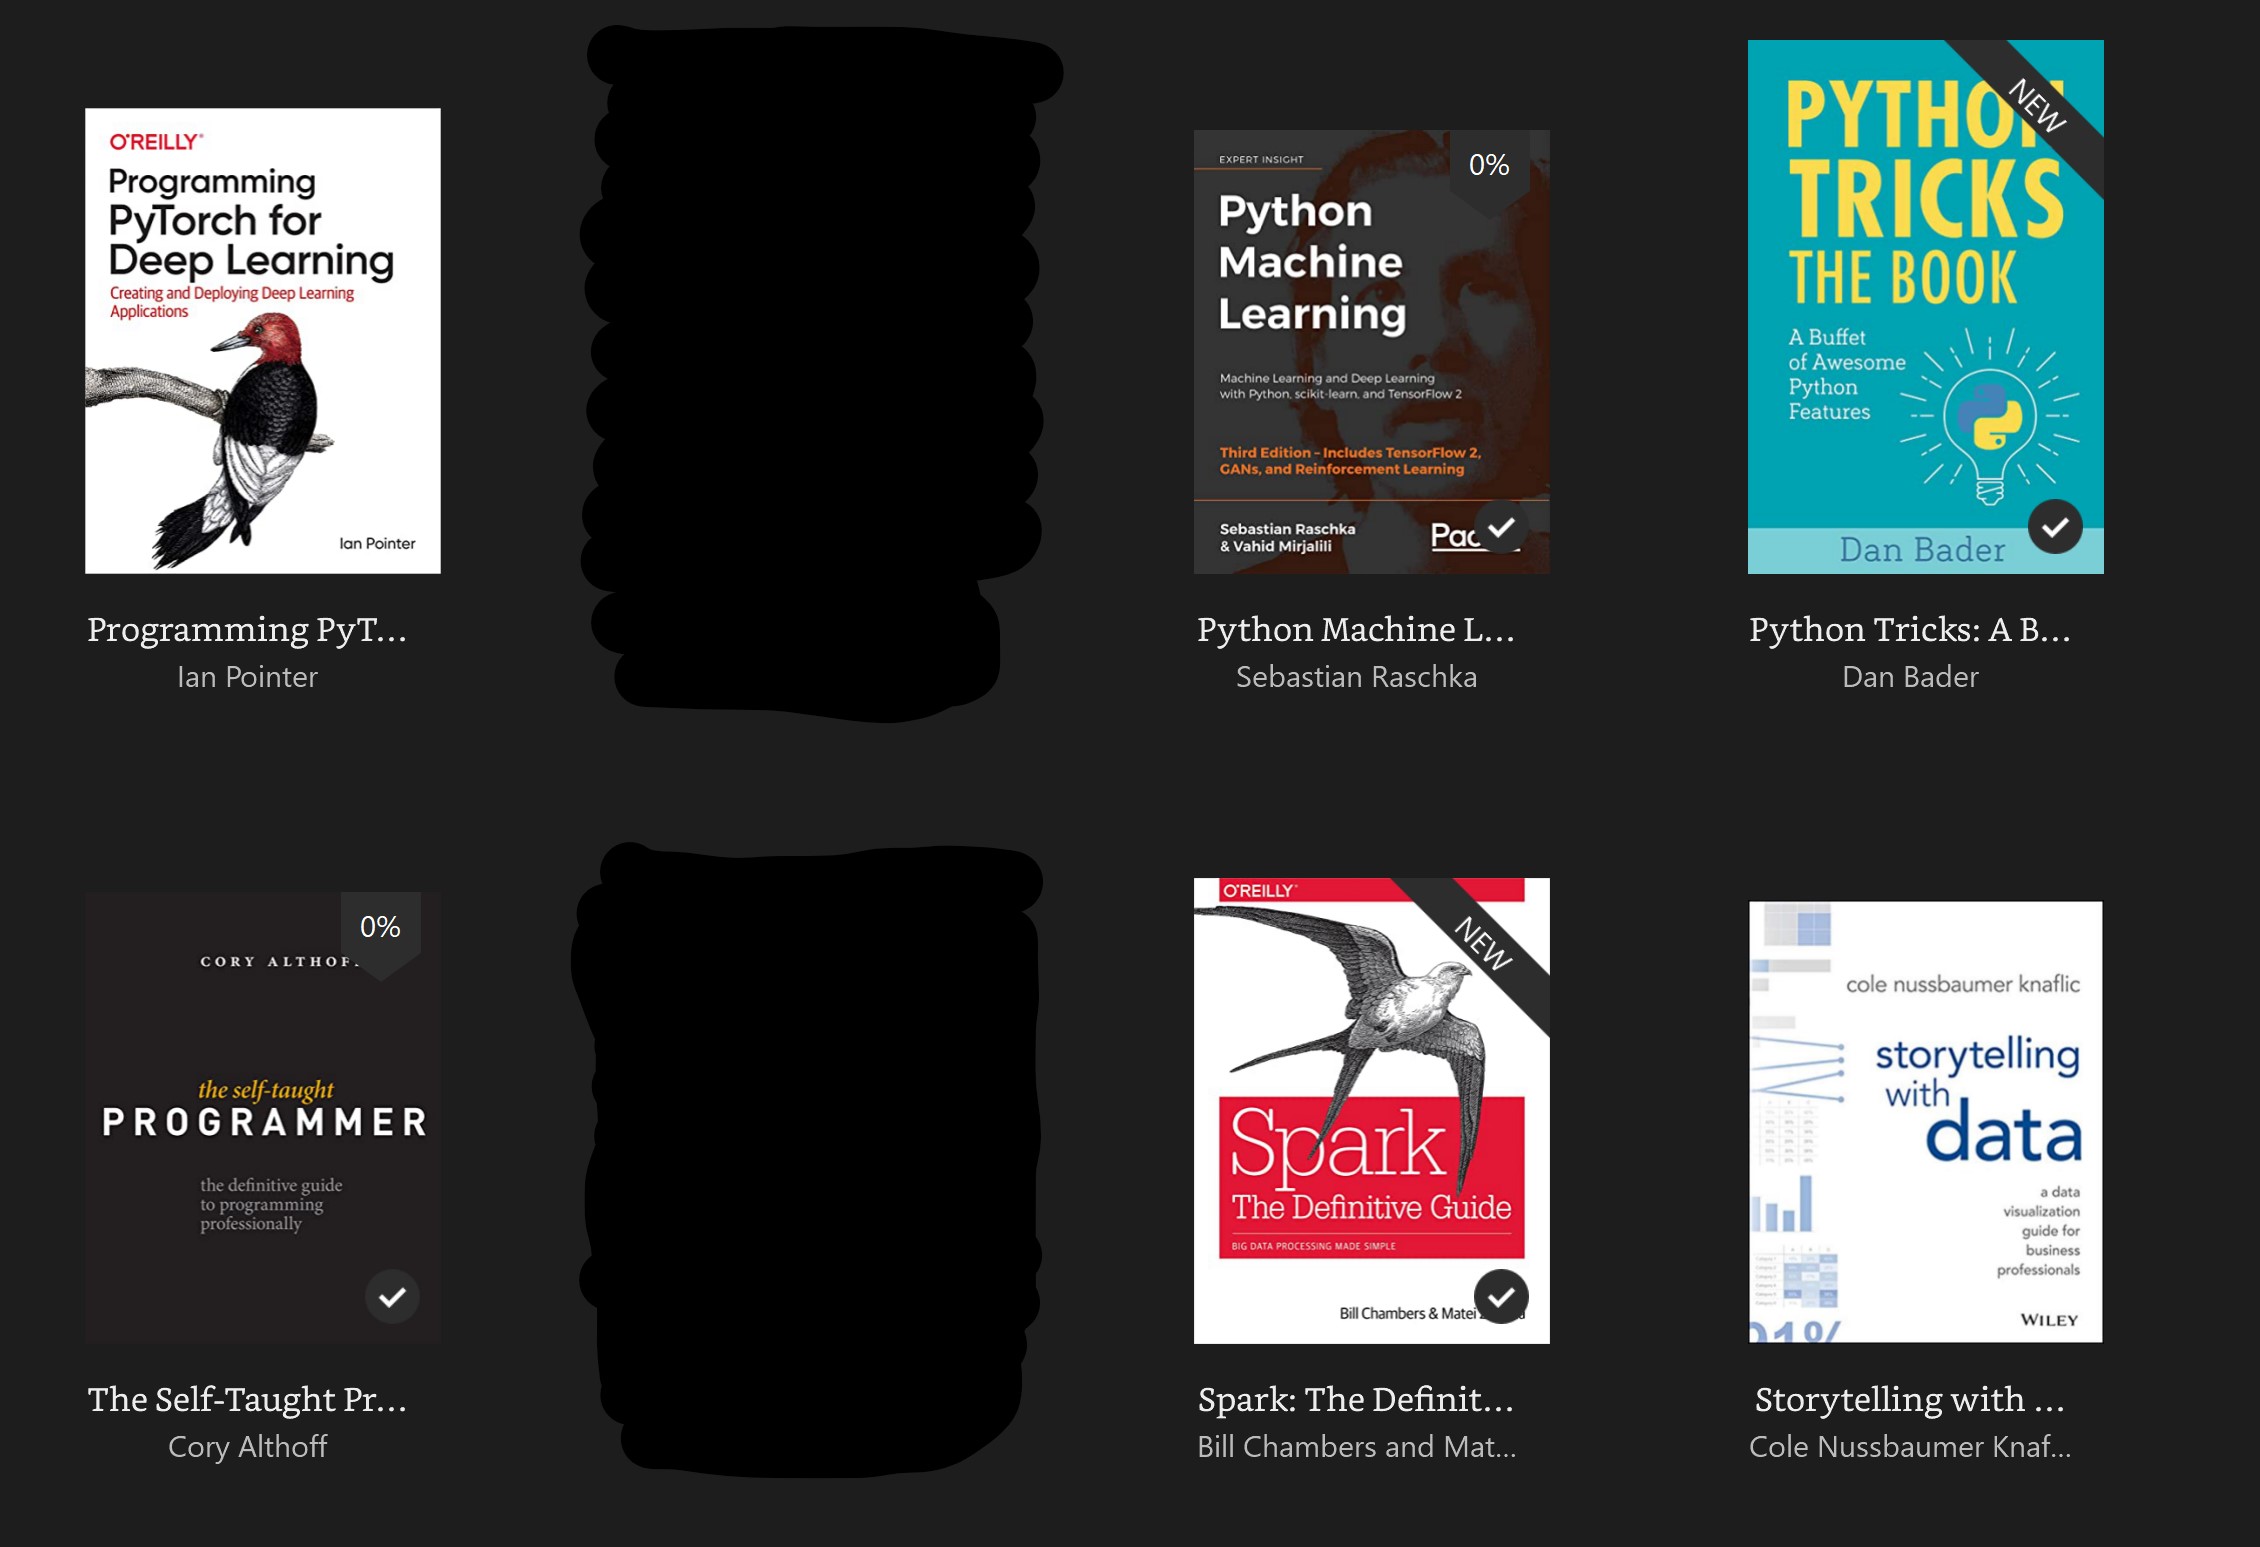 O'REILLY®
Programming
PyTorch for
Deep Learning
Creating and Deploying Deep Learning
Applications
Ian Pointer
Programming PyT...
Ian Pointer
EXPERT INSIGHT
0%
Python
Machine
Learning
Machine Learning and Deep Learning
with Python, scikit-learn, and TensorFlow 2
Third Edition - Includes TensorFlow 2,
GANs, and Reinforcement Learning
Sebastian Raschka
& Vahid Mirjalili
Python Machine L...
Sebastian Raschka
NEW
PYTHON
TRICKS
THE BOOK
A Buffet
of Awesome
Python
Features
Dan Bader
Python Tricks: A B...
Dan Bader
0%
CORY ALTHOFF
the self-taught
PROGRAMMER
the definitive guide
to programming
professionally
The Self-Taught Pr...
Cory Althoff
O'REILLY®
NEW
Spark
The Definitive Guide
BIG DATA PROCESSING MADE SIMPLE
Bill Chambers & Matei
Spark: The Definit...
Bill Chambers and Mat...
cole nussbaumer knaflic
storytelling
with
data
a data
visualization
guide for
business
professionals
WILEY
91%
Storytelling with ...
Cole Nussbaumer Knaf...